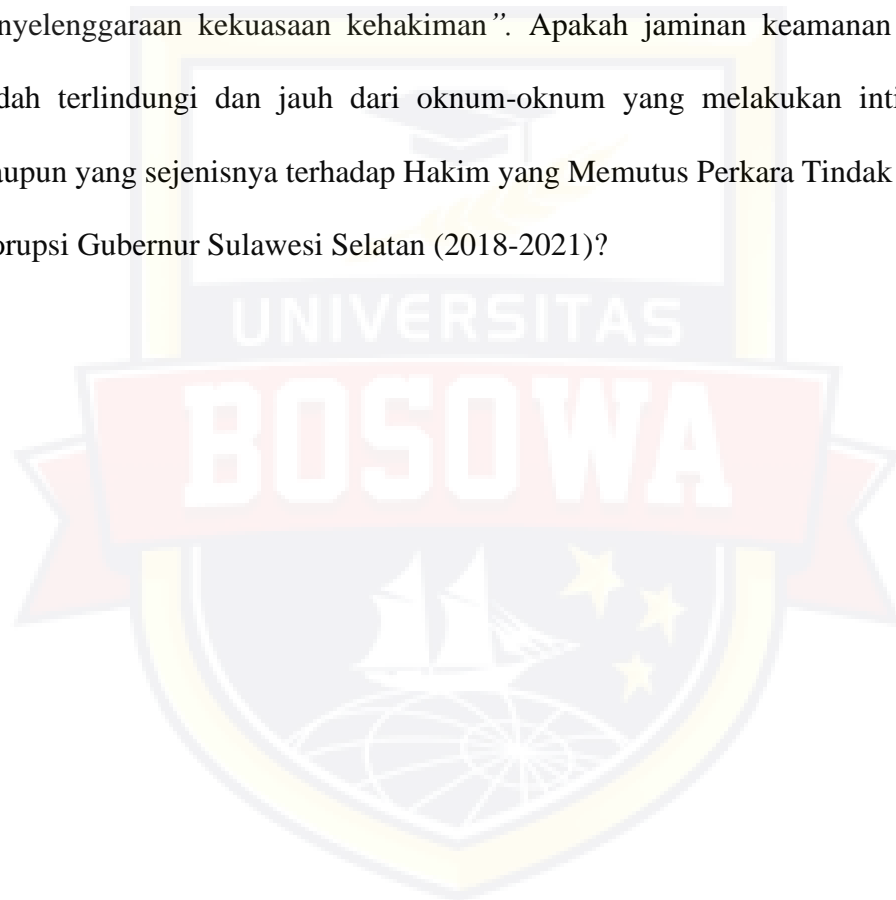 nyelenggaraan kekuasaan kehakiman”. Apakah jaminan keamanan
dah terlindungi dan jauh dari oknum-oknum yang melakukan inti
aupun yang sejenisnya terhadap Hakim yang Memutus Perkara Tindak
orupsi Gubernur Sulawesi Selatan (2018-2021)?
UNIVERSITAS
BOSOWA